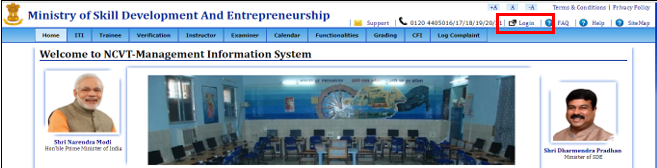 +A A -A Terms & Conditions | Privacy Policy
Ministry of Skill Development And Entrepreneurship
| Support | 0120 4405016/17/18/19/20/21 | Login | FAQ | Help | SiteMap
Home ITI Trainee Verification Instructor Examiner Calendar Functionalities Grading CFI Log Complaint
Welcome to NCVT-Management Information System
Shri Narendra Modi
Hon'ble Prime Minister of India
Shri Dharmendra Pradhan
Minister of SDE